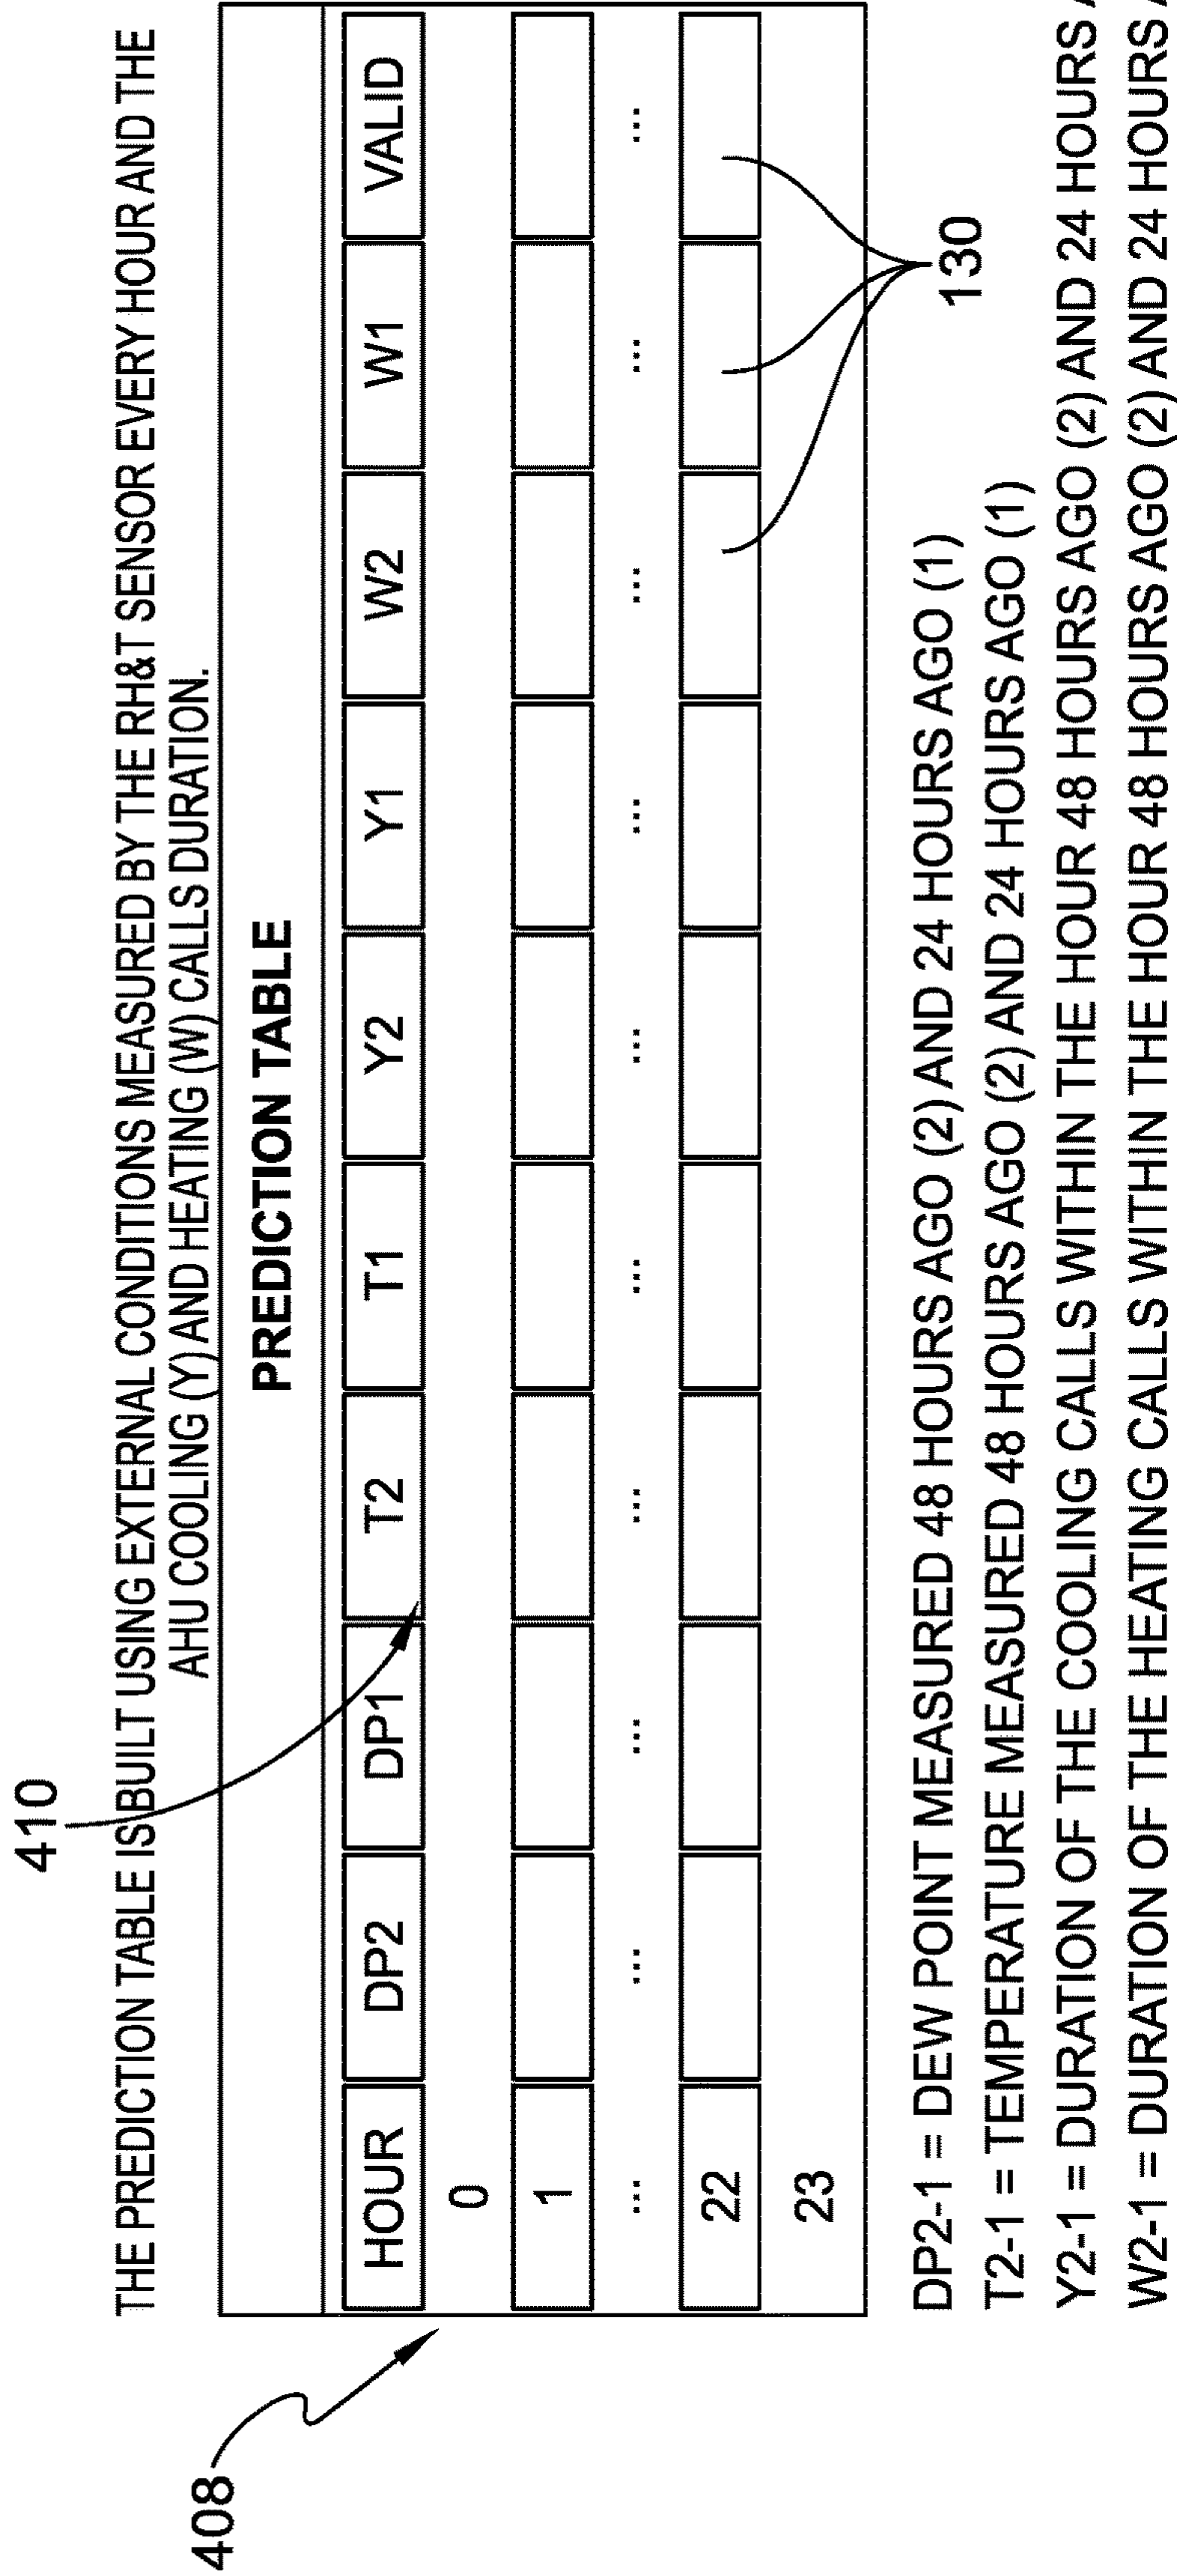 410
THE PREDICTION TABLE IS BUILT USING EXTERNAL CONDITIONS MEASURED BY THE RH&T SENSOR EVERY HOUR AND THE
AHU COOLING (Y) AND HEATING (W) CALLS DURATION.
408
PREDICTION TABLE
HOUR DP2 DP1 T2 T1 Y2 Y1 W2 W1 VALID
0
1
... ... ... ... ... ... ... ... ... ...
22
23
130
DP2-1 = DEW POINT MEASURED 48 HOURS AGO (2) AND 24 HOURS AGO (1)
T2-1 = TEMPERATURE MEASURED 48 HOURS AGO (2) AND 24 HOURS AGO (1)
Y2-1 = DURATION OF THE COOLING CALLS WITHIN THE HOUR 48 HOURS AGO (2) AND 24 HOURS
W2-1 = DURATION OF THE HEATING CALLS WITHIN THE HOUR 48 HOURS AGO (2) AND 24 HOURS